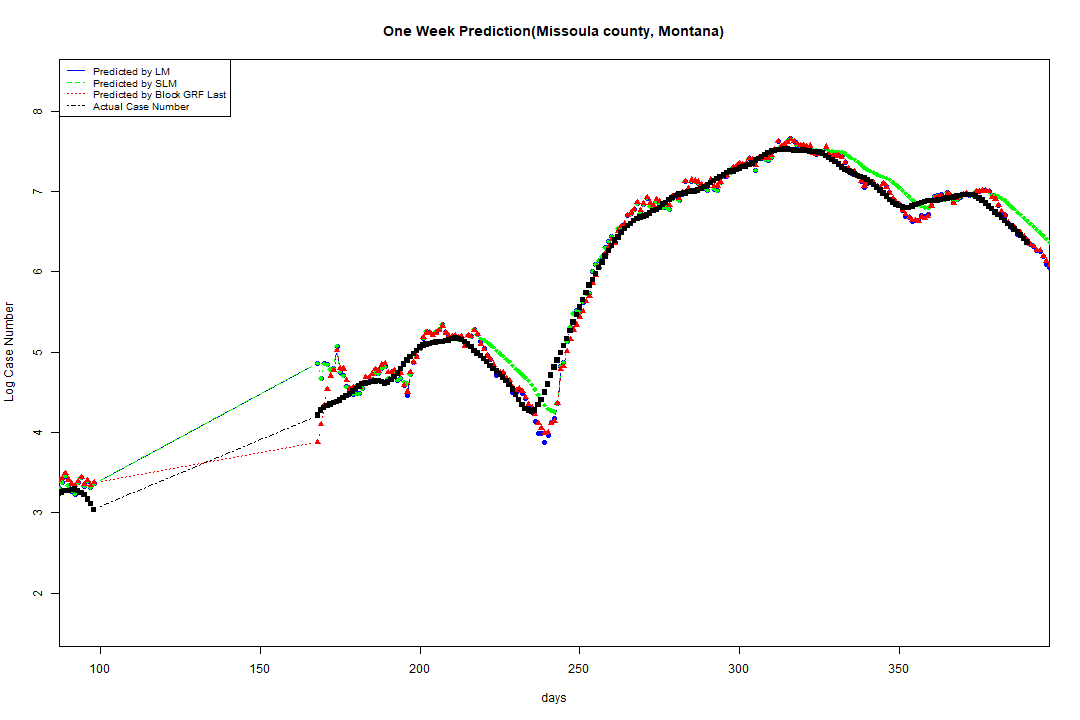 One Week Prediction(Missoula county, Montana)
Predicted by LM
Predicted by SLM
Predicted by Block GRF Last
Actual Case Number
8
7
6
5
4
3
2
Log Case Number
100 150 200 250 300 350
days